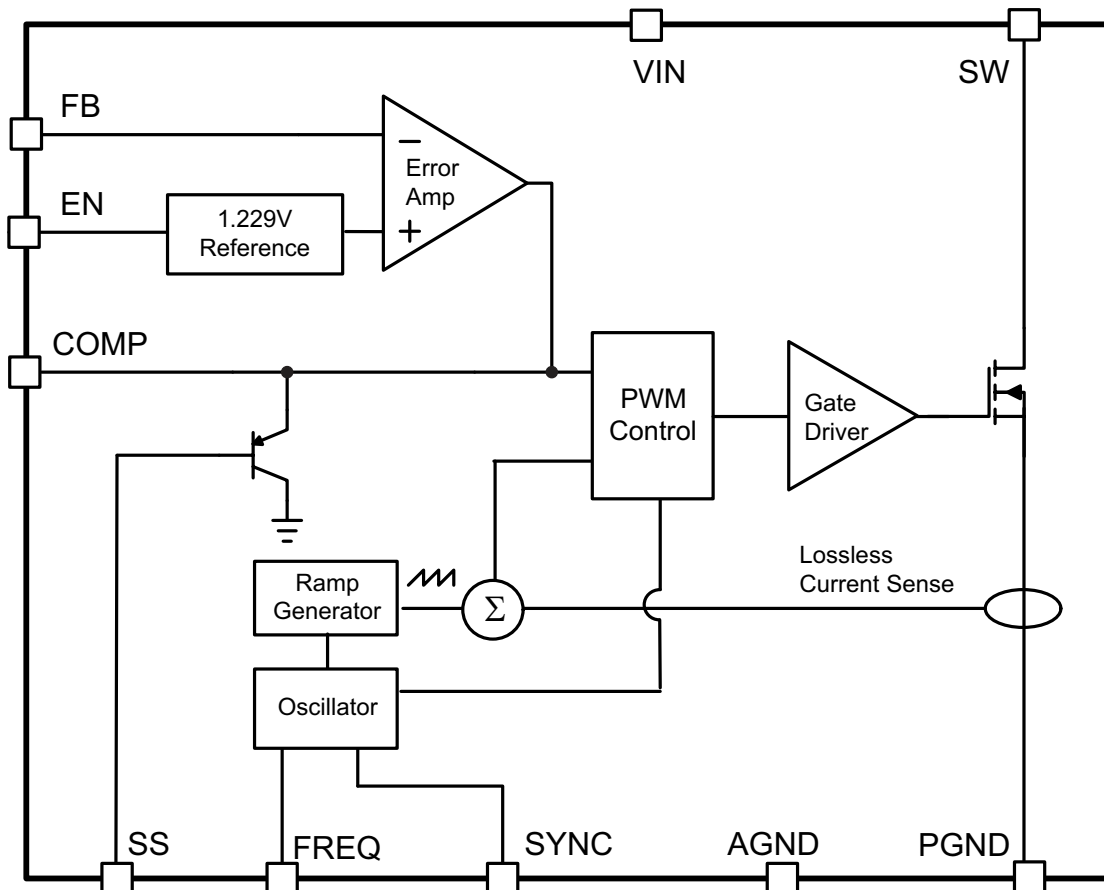 VIN
SW
FB
EN
1.229V
Reference
−
Error
Amp
+
COMP
PWM
Control
Gate
Driver
Lossless
Current Sense
Ramp
Generator
Σ
Oscillator
SS
FREQ
SYNC
AGND
PGND